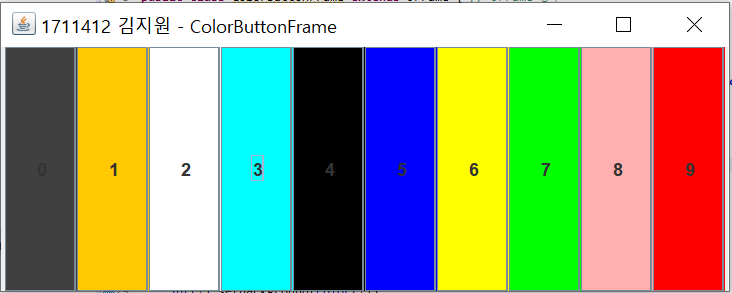 1711412 김지원 - ColorButtonFrame
0 1 2 3 4 5 6 7 8 9